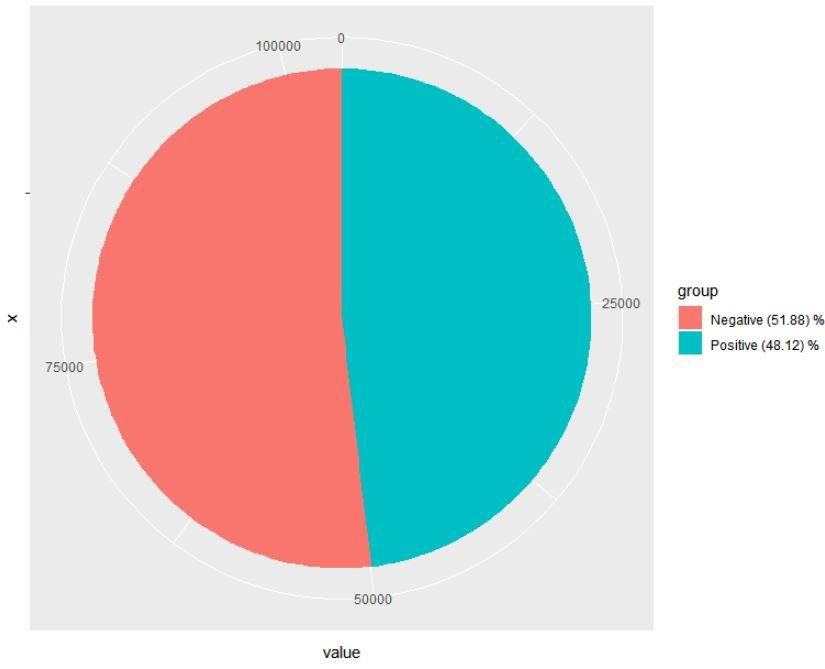 100000
0
25000
group
Negative (51.88) %
Positive (48.12) %
x
75000
50000
value